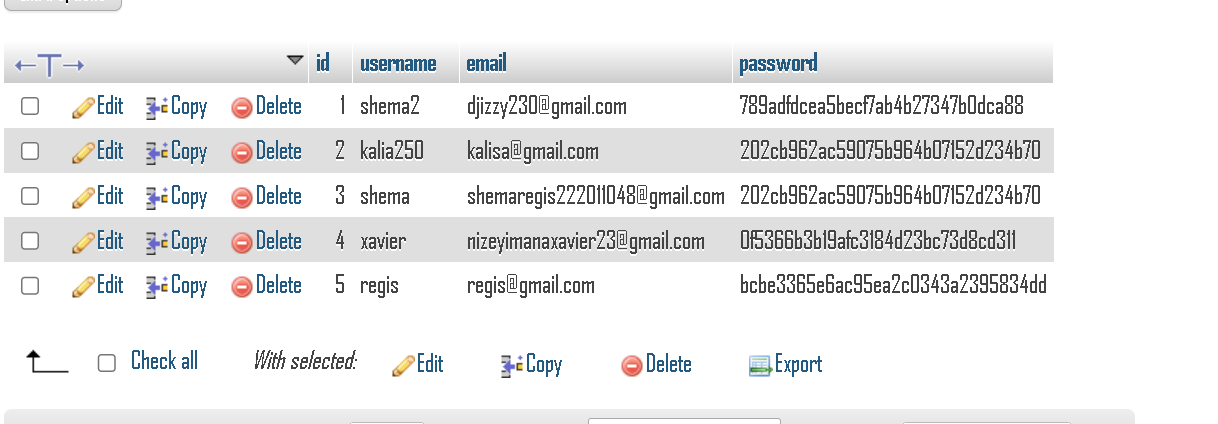 id username email password
Edit Copy Delete 1 shema2 djizzy230@gmail.com 789adfdcea5becf7ab4b27347b0dca88
Edit Copy Delete 2 kalia250 kalisa@gmail.com 202cb962ac59075b964b07152d234b70
Edit Copy Delete 3 shema shemaregis222011048@gmail.com 202cb962ac59075b964b07152d234b70
Edit Copy Delete 4 xavier nizeyimanaxavier23@gmail.com 0f5366b3b19afc3184d23bc73d8cd311
Edit Copy Delete 5 regis regis@gmail.com bcbe3365e6ac95ea2c0343a2395834dd
Check all With selected: Edit Copy Delete Export